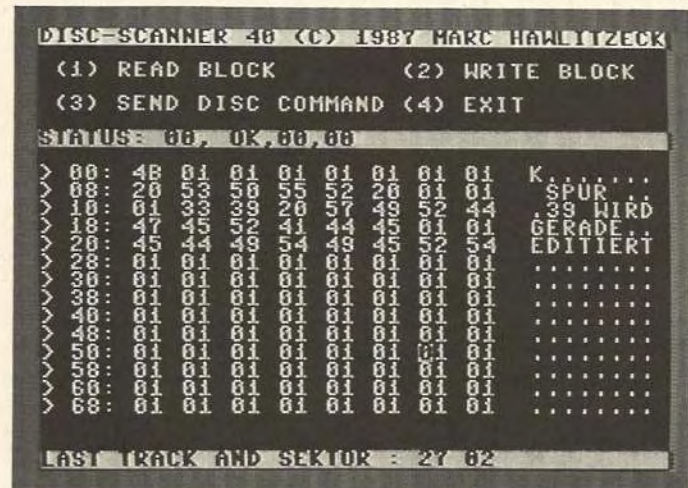 DISC-SCANNER 40 (C) 1987 MARC HAWLITZECK
(1) READ BLOCK (2) WRITE BLOCK
(3) SEND DISC COMMAND (4) EXIT
STATUS: 00, OK,00,00
> 00: 4B 01 01 01 01 01 01 01 K.......
> 08: 20 53 50 55 52 20 01 01  SPUR ..
> 10: 01 33 39 20 57 49 52 44 .39 WIRD
> 18: 47 45 52 41 44 45 01 01 GERADE..
> 20: 45 44 49 54 49 45 52 54 EDITIERT
> 28: 01 01 01 01 01 01 01 01 ........
> 30: 01 01 01 01 01 01 01 01 ........
> 38: 01 01 01 01 01 01 01 01 ........
> 40: 01 01 01 01 01 01 01 01 ........
> 48: 01 01 01 01 01 01 01 01 ........
> 50: 01 01 01 01 01 01 01 01 ........
> 58: 01 01 01 01 01 01 01 01 ........
> 60: 01 01 01 01 01 01 01 01 ........
> 68: 01 01 01 01 01 01 01 01 ........
LAST TRACK AND SEKTOR : 27 02